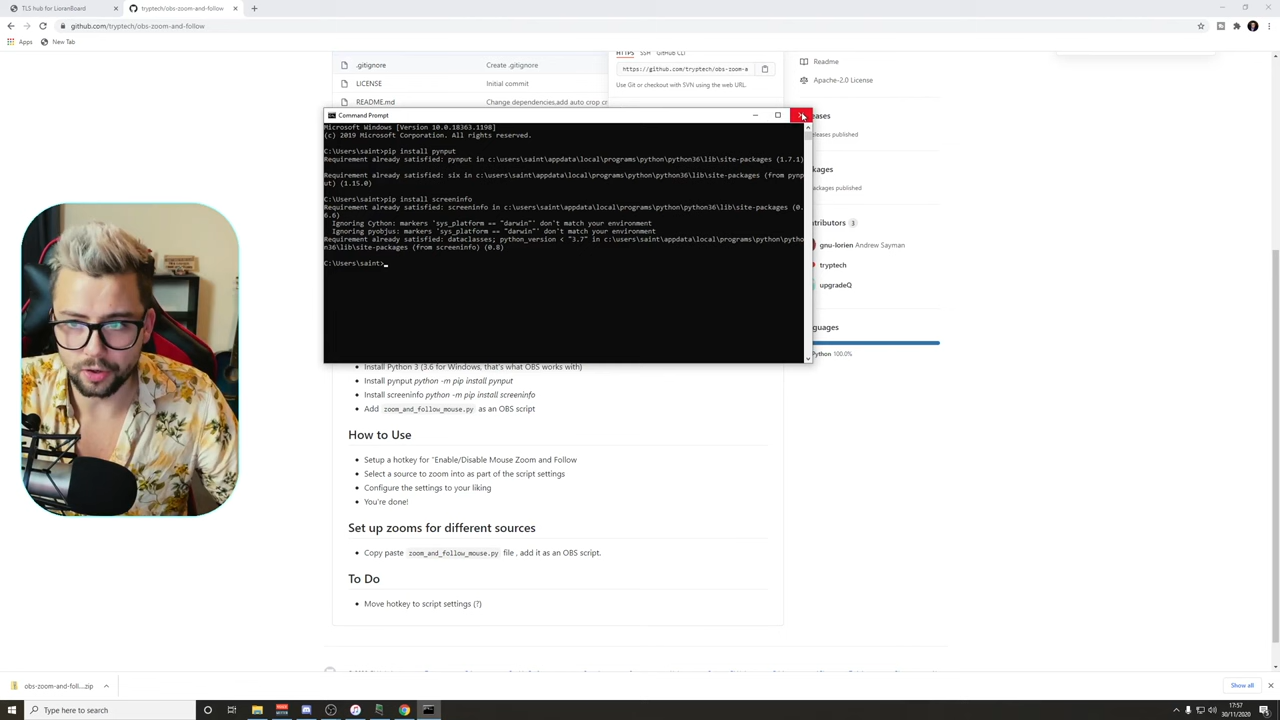 TLS hub for LioranBoard
tryptech/obs-zoom-and-follow
github.com/tryptech/obs-zoom-and-follow
Apps
New Tab
HTTPS SSH GitHub CLI
.gitignore
Create .gitignore
https://github.com/tryptech/obs-zoom-a
Readme
LICENSE
Initial commit
Use Git or checkout with SVN using the web URL.
Apache-2.0 License
README.md
Change dependencies,add auto crop cr
Command Prompt
eases
eleases published
ckages
ackages published
ntributors 3
gnu-lorien Andrew Sayman
tryptech
upgradeQ
nguages
Python 100.0%
Microsoft Windows [Version 10.0.18363.1198]
(c) 2019 Microsoft Corporation. All rights reserved.
C:\Users\saint>pip install pynput
Requirement already satisfied: pynput in c:\users\saint\appdata\local\programs\python\python36\lib\site-packages (1.7.1)
Requirement already satisfied: six in c:\users\saint\appdata\local\programs\python\python36\lib\site-packages (from pynp
ut) (1.15.0)
C:\Users\saint>pip install screeninfo
Requirement already satisfied: screeninfo in c:\users\saint\appdata\local\programs\python\python36\lib\site-packages (0.
6.6)
Ignoring Cython: markers 'sys_platform == "darwin"' don't match your environment
Ignoring pyobjus: markers 'sys_platform == "darwin"' don't match your environment
Requirement already satisfied: dataclasses; python_version < "3.7" in c:\users\saint\appdata\local\programs\python\pytho
n36\lib\site-packages (from screeninfo) (0.8)
C:\Users\saint>
Install Python 3 (3.6 for Windows, that's what OBS works with)
Install pynput python -m pip install pynput
Install screeninfo python -m pip install screeninfo
Add zoom_and_follow_mouse.py as an OBS script
How to Use
Setup a hotkey for "Enable/Disable Mouse Zoom and Follow
Select a source to zoom into as part of the script settings
Configure the settings to your liking
You're done!
Set up zooms for different sources
Copy paste zoom_and_follow_mouse.py file , add it as an OBS script.
To Do
Move hotkey to script settings (?)
obs-zoom-and-foll....zip
Show all
Type here to search
17:57
30/11/2020